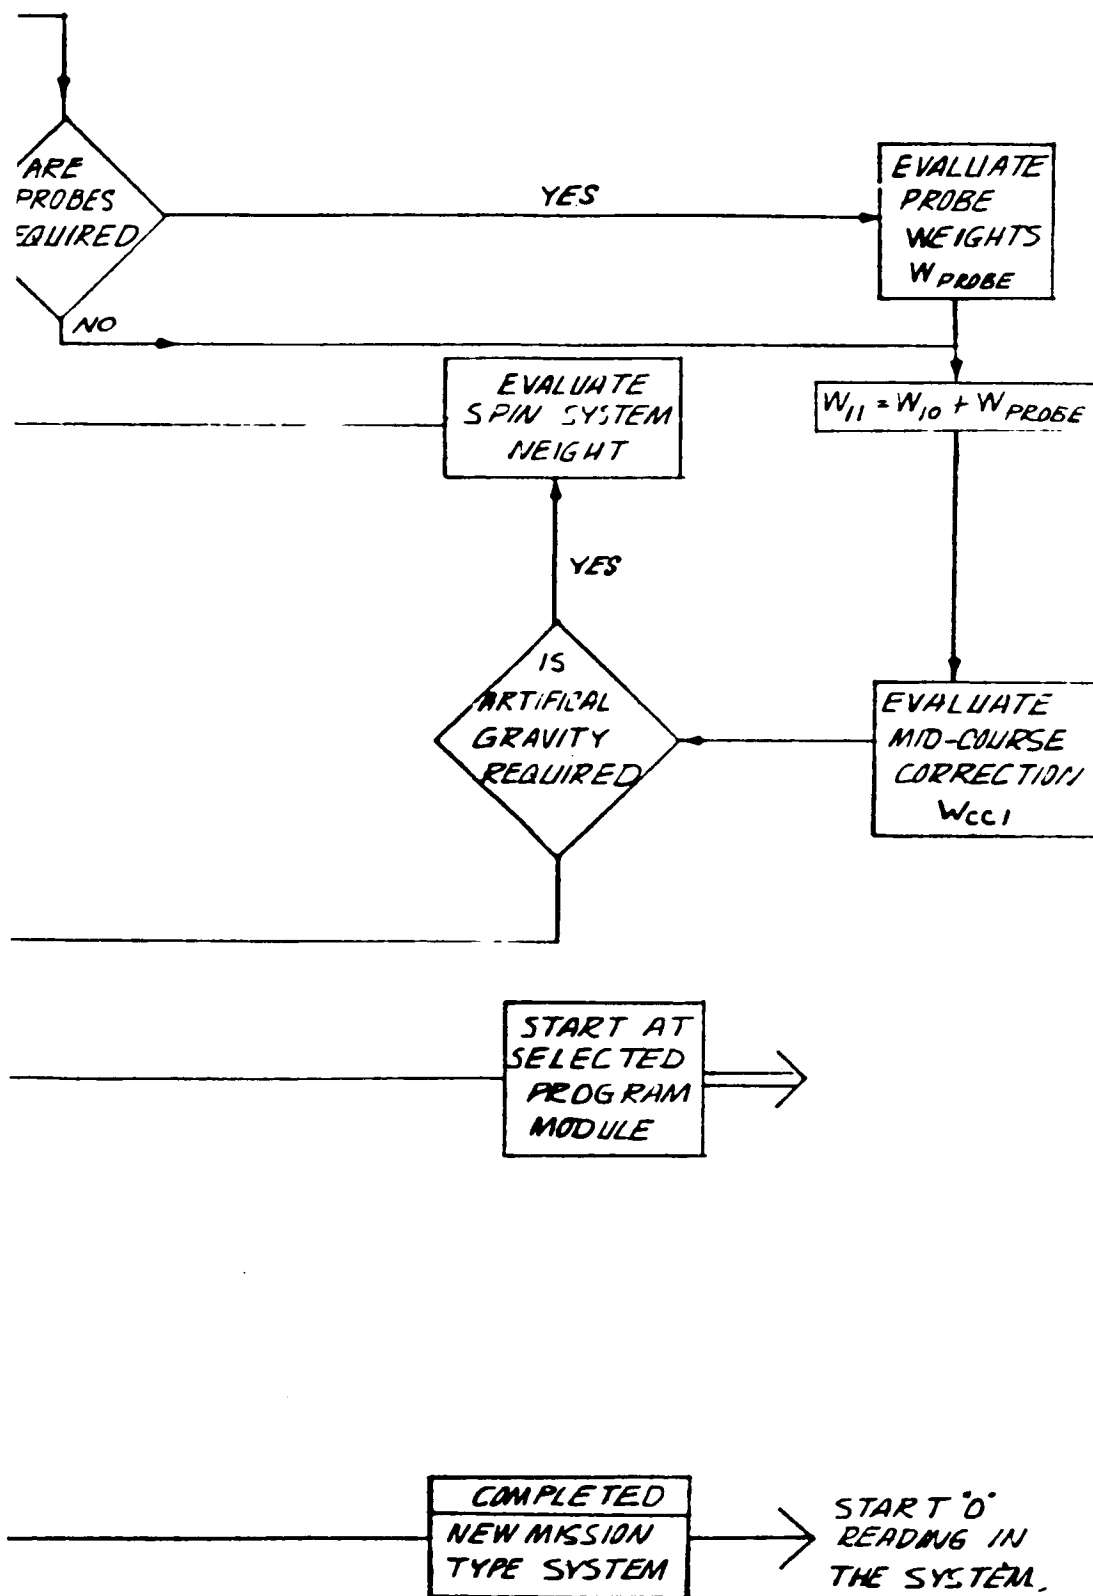 ARE
PROBES
EQUIRED
YES
EVALUATE
PROBE
WEIGHTS
W PROBE
NO
EVALUATE
SPIN SYSTEM
NEIGHT
W11 = W10 + WPROBE
YES
IS
ARTIFICAL
GRAVITY
REQUIRED
EVALUATE
MID-COURSE
CORRECTION
WCC1
START AT
SELECTED
PROGRAM
MODULE
COMPLETED
NEW MISSION
TYPE SYSTEM
START "O"
READING IN
THE SYSTEM.